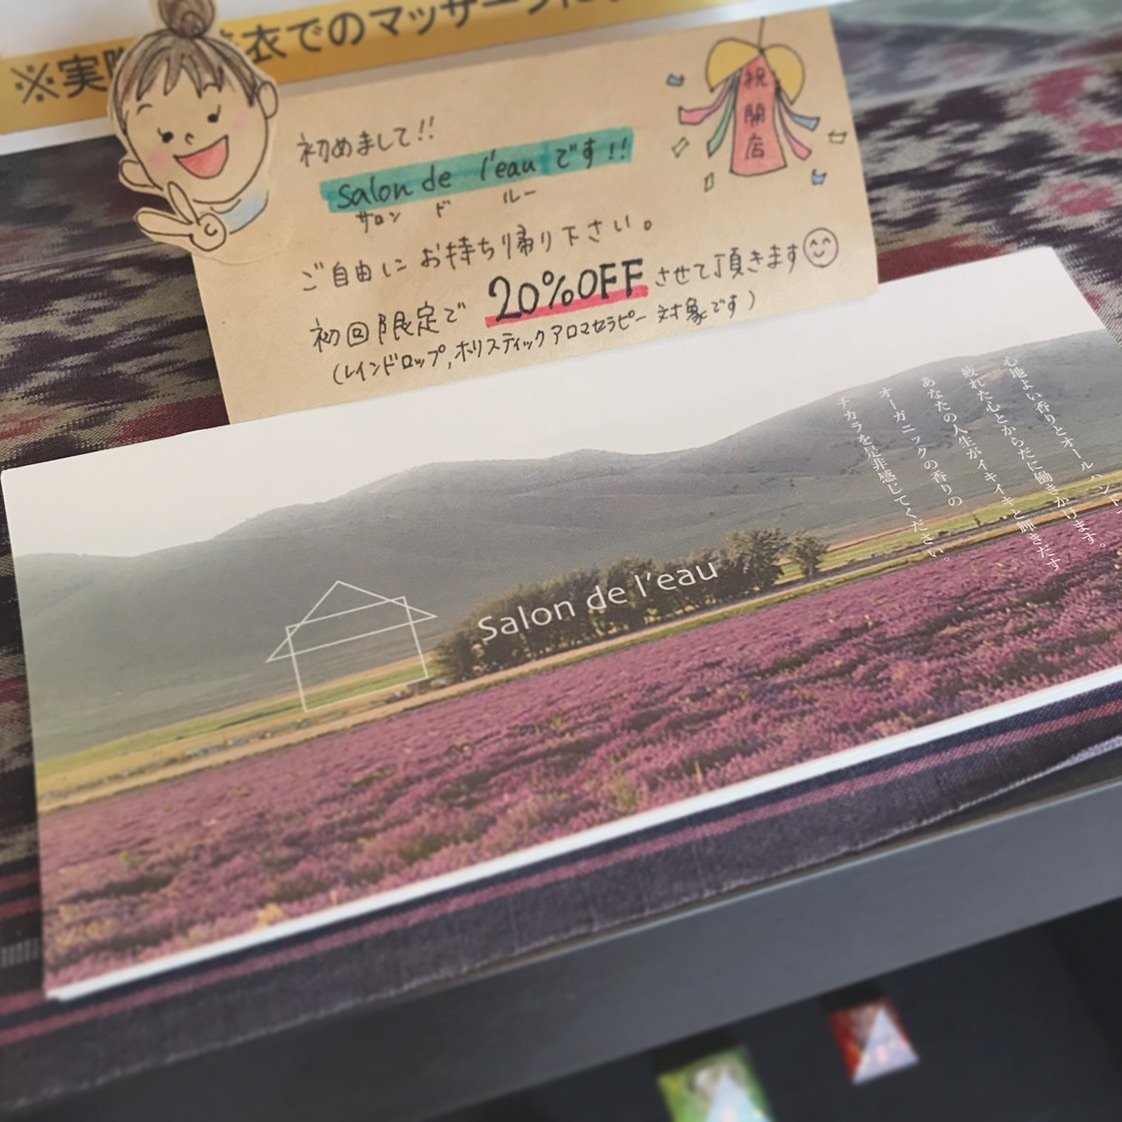 ※実
衣でのマッサージに
祝開店
初めまして!!
Salon de l'eau です!!
サロン ド ルー
ご自由にお持ち帰り下さい。
初回限定で 20%OFF させて頂きます
(レインドロップ,ホリスティックアロマセラピー 対象です)
心地よい香りとオールハンド
疲れた心とからだに働きかけます。
あなたの人生がイキイキと輝きだす
オーガニックの香りの
チカラを是非感じてください。
Salon de l'eau